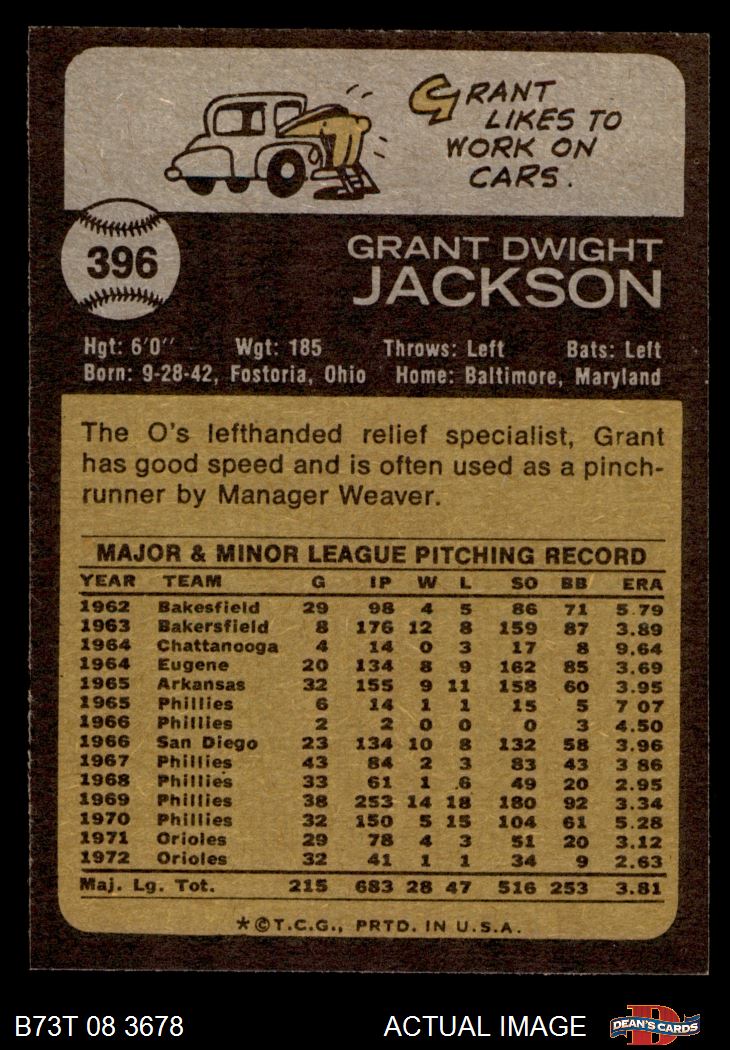 GRANT
LIKES TO
WORK ON
CARS.
396
GRANT DWIGHT
JACKSON
Hgt: 6'0" Wgt: 185 Throws: Left Bats: Left
Born: 9-28-42, Fostoria, Ohio Home: Baltimore, Maryland
The O's lefthanded relief specialist, Grant
has good speed and is often used as a pinch-
runner by Manager Weaver.
MAJOR & MINOR LEAGUE PITCHING RECORD
YEAR TEAM G IP W L SO BB ERA
1962 Bakesfield 29 98 4 5 86 71 5.79
1963 Bakersfield 8 176 12 8 159 87 3.89
1964 Chattanooga 4 14 0 3 17 8 9.64
1964 Eugene 20 134 8 9 162 85 3.69
1965 Arkansas 32 155 9 11 158 60 3.95
1965 Phillies 6 14 1 1 15 5 7 07
1966 Phillies 2 2 0 0 0 3 4.50
1966 San Diego 23 134 10 8 132 58 3.96
1967 Phillies 43 84 2 3 83 43 3 86
1968 Phillies 33 61 1 6 49 20 2.95
1969 Phillies 38 253 14 18 180 92 3.34
1970 Phillies 32 150 5 15 104 61 5.28
1971 Orioles 29 78 4 3 51 20 3.12
1972 Orioles 32 41 1 1 34 9 2.63
Maj. Lg. Tot. 215 683 28 47 516 253 3.81
*©T.C.G., PRTD. IN U.S.A.
B73T 08 3678 ACTUAL IMAGE DEAN'S CARDS